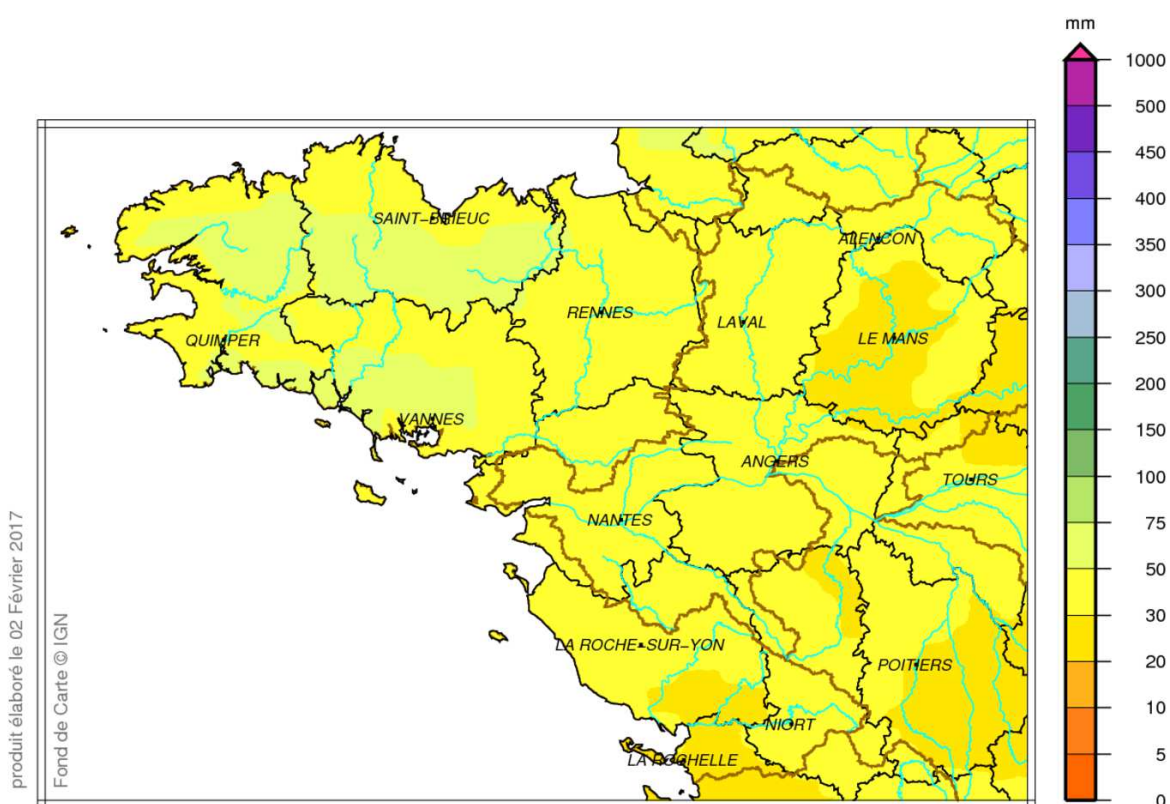 mm
1000
500
450
400
350
300
250
200
150
100
75
50
30
20
10
5
0
SAINT-BRIEUC
ALENCON
RENNES
LAVAL
QUIMPER
LE MANS
VANNES
ANGERS
TOURS
NANTES
LA ROCHE-SUR-YON
POITIERS
NIORT
LA ROCHELLE
produit élaboré le 02 Février 2017
Fond de Carte © IGN